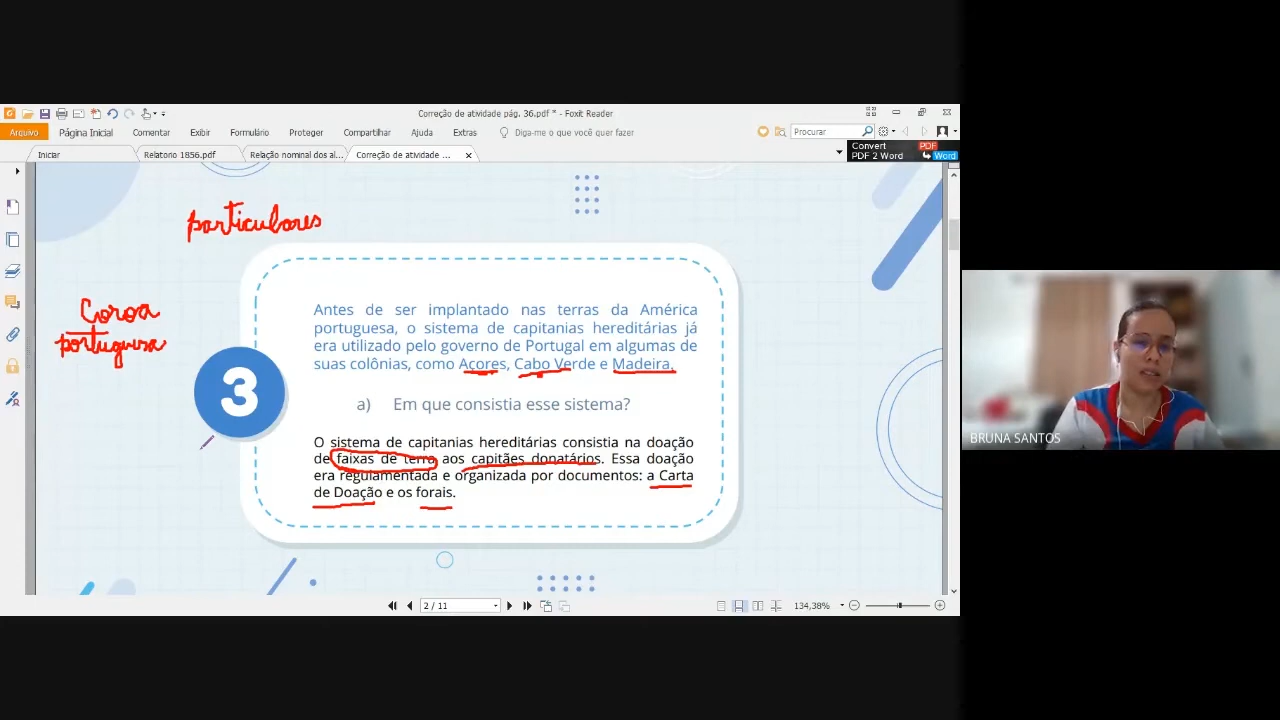 Correção de atividade pág. 36.pdf * - Foxit Reader
Arquivo Página Inicial Comentar Exibir Formulário Proteger Compartilhar Ajuda Extras Diga-me o que você quer fazer Procurar
Iniciar Relatorio 1856.pdf Relação nominal dos al... Correção de atividade ...
Convert PDF
PDF 2 Word Word
particulares
Coroa
portuguesa
3
Antes de ser implantado nas terras da América
portuguesa, o sistema de capitanias hereditárias já
era utilizado pelo governo de Portugal em algumas de
suas colônias, como Açores, Cabo Verde e Madeira.
a) Em que consistia esse sistema?
O sistema de capitanias hereditárias consistia na doação
de faixas de terra aos capitães donatários. Essa doação
era regulamentada e organizada por documentos: a Carta
de Doação e os forais.
2 / 11
134,38%
BRUNA SANTOS